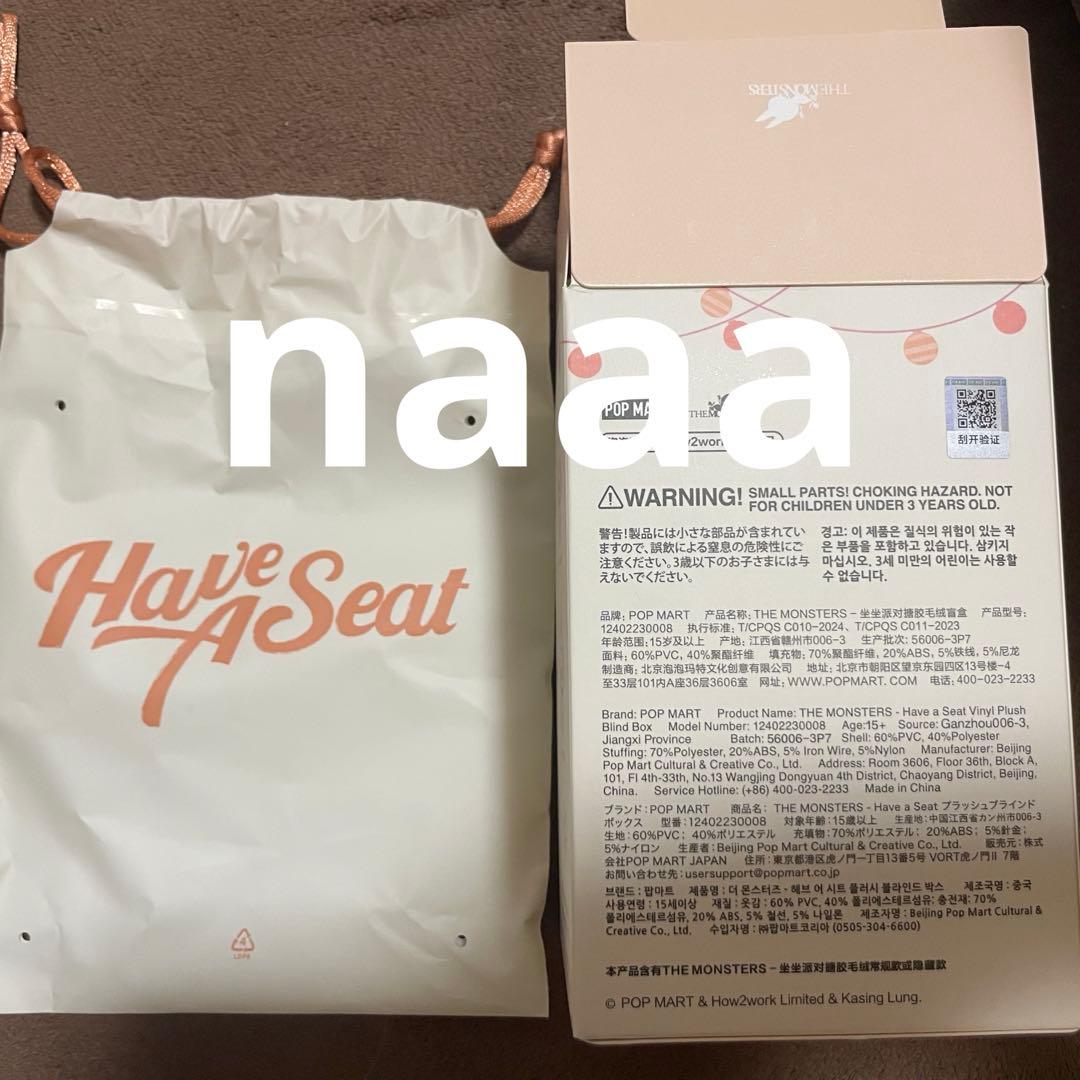 THE MONSTERS
naaa
POP MA
刮开验证
Have A Seat
4
LDPE
WARNING! SMALL PARTS! CHOKING HAZARD. NOT
FOR CHILDREN UNDER 3 YEARS OLD.
警告!製品には小さな部品が含まれてい
ますので、誤飲による窒息の危険性にご
注意ください。3歳以下のお子さまには与
えないでください。
경고: 이 제품은 질식의 위험이 있는 작
은 부품을 포함하고 있습니다. 삼키지
마십시오. 3세 미만의 어린이는 사용할
수 없습니다.
品牌: POP MART 产品名称: THE MONSTERS – 坐坐派对搪胶毛绒盲盒 产品型号:
12402230008 执行标准: T/CPQS C010-2024、T/CPQS C011-2023
年龄范围: 15岁及以上 产地: 江西省赣州市006-3 生产批次: 56006-3P7
面料: 60%PVC, 40%聚酯纤维 填充物: 70%聚酯纤维, 20%ABS, 5%铁线, 5%尼龙
制造商: 北京泡泡玛特文化创意有限公司 地址: 北京市朝阳区望京东园四区13号楼-4
至33层101内A座36层3606室 网址: WWW.POPMART.COM 电话: 400-023-2233
Brand: POP MART Product Name: THE MONSTERS - Have a Seat Vinyl Plush
Blind Box Model Number: 12402230008 Age:15+ Source: Ganzhou006-3,
Jiangxi Province Batch: 56006-3P7 Shell: 60%PVC, 40%Polyester
Stuffing: 70%Polyester, 20%ABS, 5% Iron Wire, 5%Nylon Manufacturer: Beijing
Pop Mart Cultural & Creative Co., Ltd. Address: Room 3606, Floor 36th, Block A,
101, Fl 4th-33th, No.13 Wangjing Dongyuan 4th District, Chaoyang District, Beijing,
China. Service Hotline: (+86) 400-023-2233 Made in China
ブランド: POP MART 商品名: THE MONSTERS - Have a Seat プラッシュブラインド
ボックス 型番: 12402230008 対象年齢: 15歳以上 生産地: 中国江西省カン州市006-3
生地: 60%PVC; 40%ポリエステル 充填物: 70%ポリエステル; 20%ABS; 5%針金;
5%ナイロン 生産者: Beijing Pop Mart Cultural & Creative Co., Ltd. 販売元: 株式
会社POP MART JAPAN 住所: 東京都港区虎ノ門一丁目13番5号 VORT虎ノ門II 7階
お問い合わせ先: usersupport@popmart.co.jp
브랜드 : 팝마트 제품명 : 더 몬스터즈 - 헤브 어 시트 플러시 블라인드 박스 제조국명 : 중국
사용연령 : 15세이상 재질 : 옷감 : 60% PVC, 40% 폴리에스테르섬유; 충전재: 70%
폴리에스테르섬유, 20% ABS, 5% 철선, 5% 나일론 제조자명 : Beijing Pop Mart Cultural &
Creative Co., Ltd. 수입자명 : ㈜팝마트코리아 (0505-304-6600)
本产品含有THE MONSTERS – 坐坐派对搪胶毛绒常规款或隐藏款
© POP MART & How2work Limited & Kasing Lung.